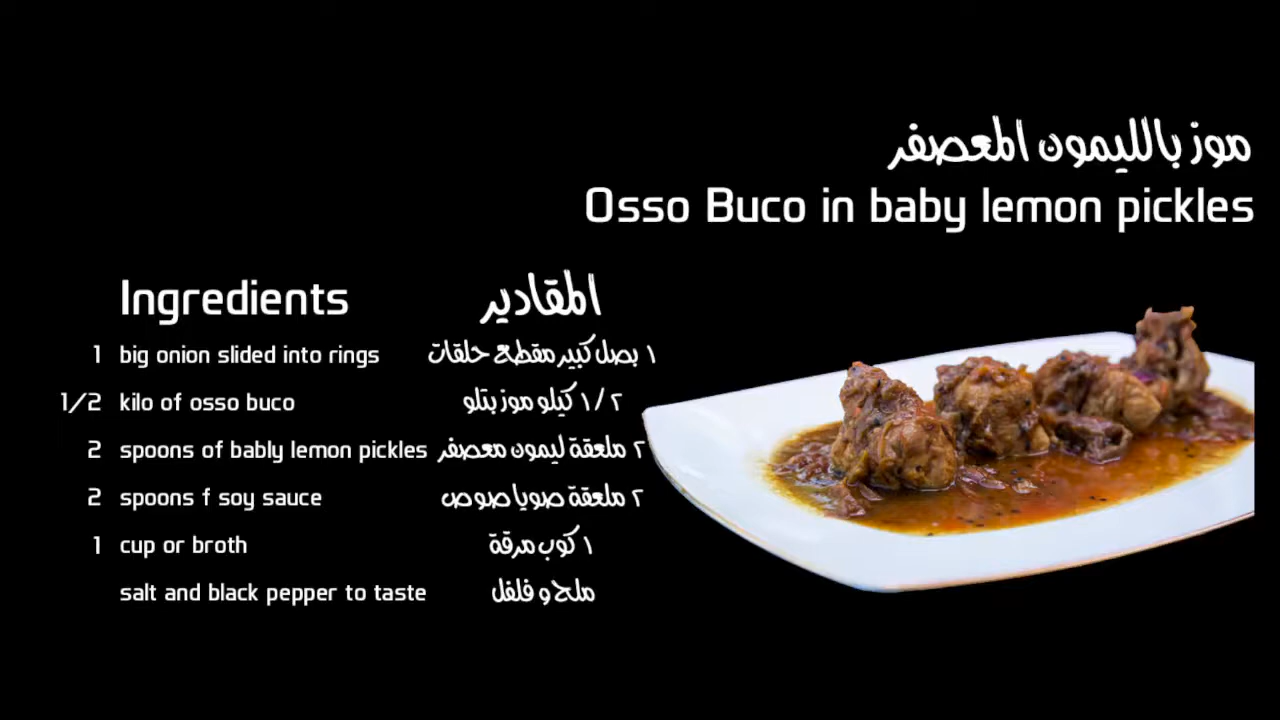 موز بالليمون المعصفر
Osso Buco in baby lemon pickles
Ingredients المقادير
1 big onion slided into rings ١ بصل كبير مقطع حلقات
1/2 kilo of osso buco ١/٢ كيلو موز بتلو
2 spoons of bably lemon pickles ٢ ملعقة ليمون معصفر
2 spoons f soy sauce ٢ ملعقة صويا صوص
1 cup or broth ١ كوب مرقة
salt and black pepper to taste ملح و فلفل